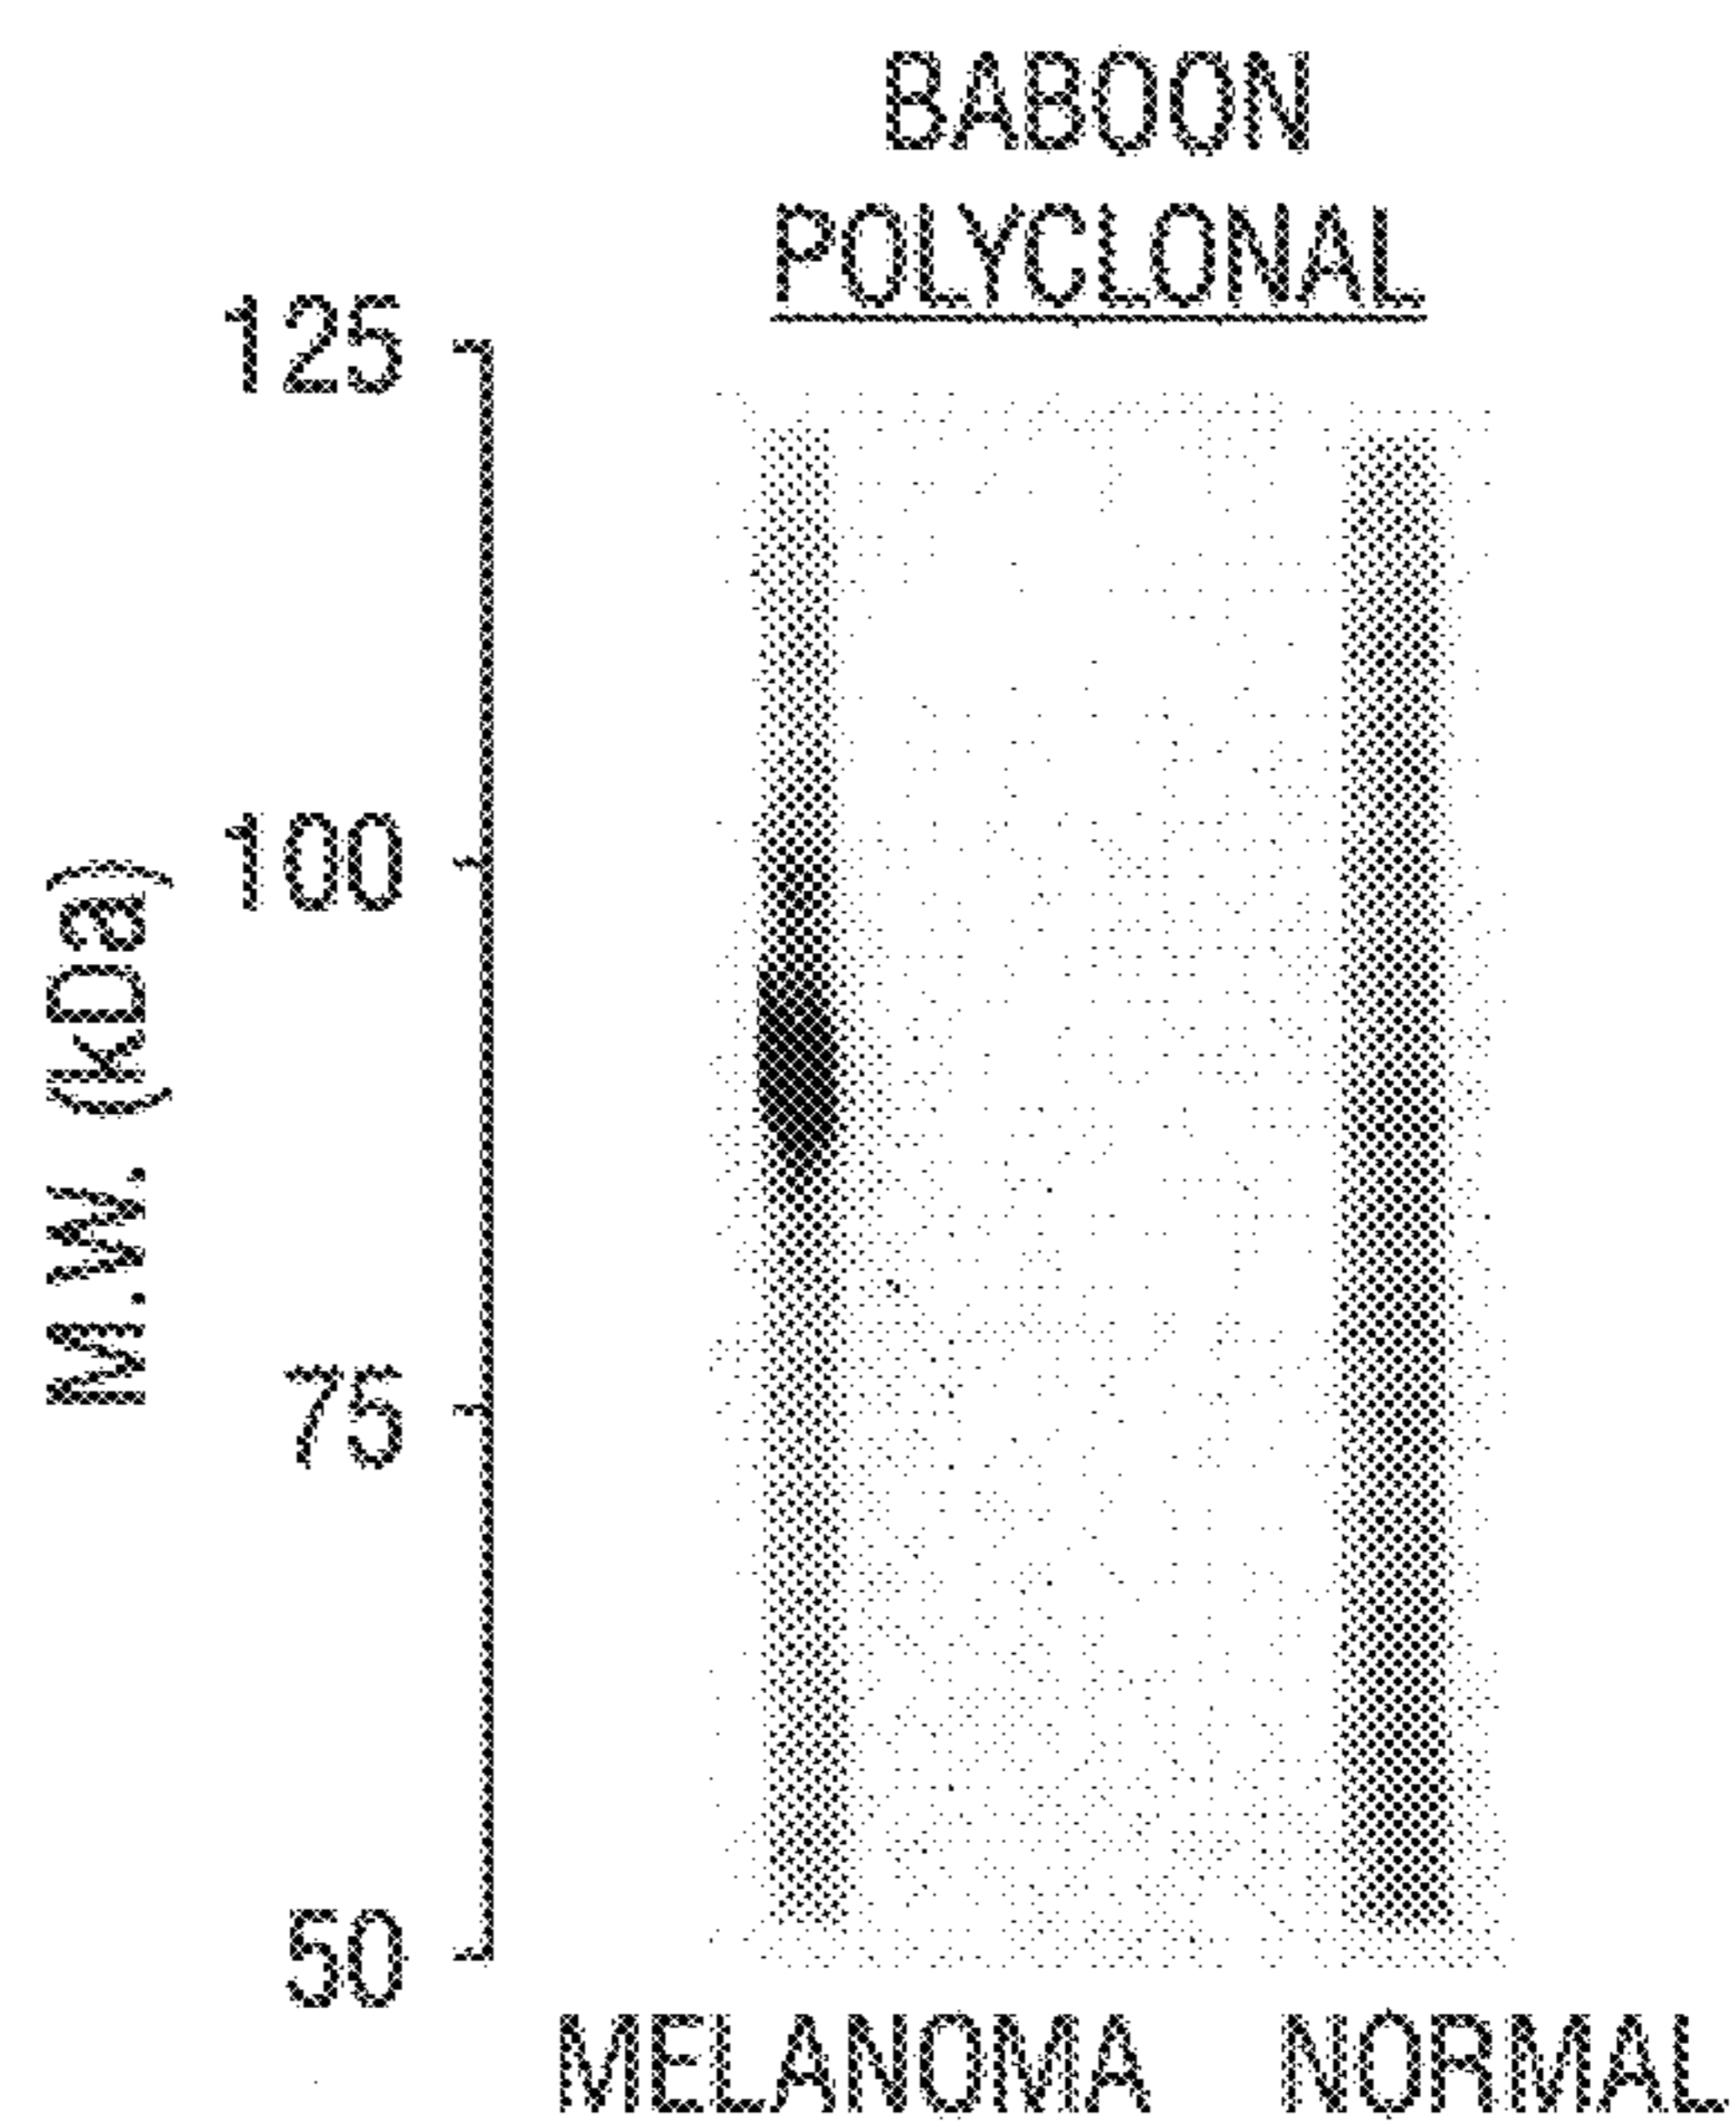 BABOON
POLYCLONAL
125
100
75
50
M.W. (kDa)
MELANOMA NORMAL